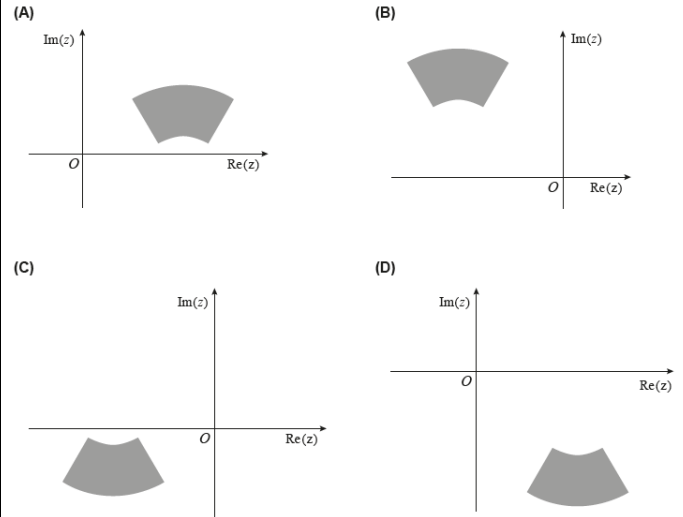 (A)
Im(z)
O
Re(z)
(B)
Im(z)
O
Re(z)
(C)
Im(z)
O
Re(z)
(D)
Im(z)
O
Re(z)